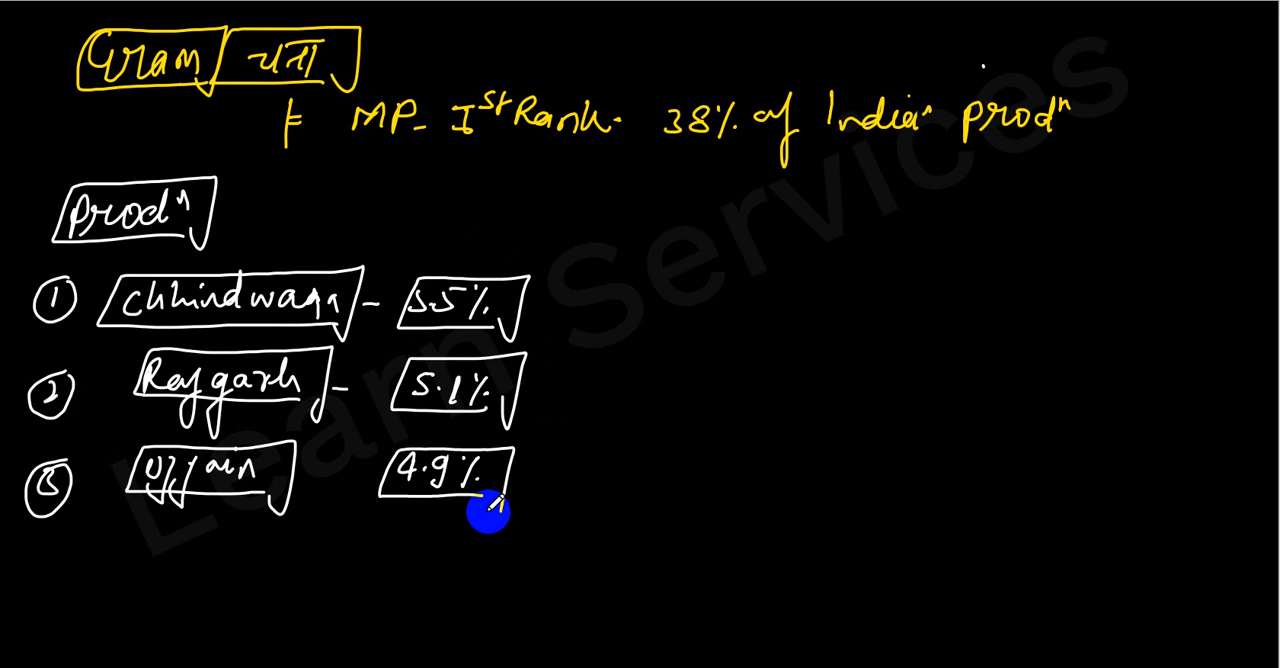 Gram चना
MP- Ist Rank. 38% of India's prodn
Prodn
① Chhindwara - 5.5%
② Rajgarh - 5.1%
③ Ujjain 4.9%
Learn Services